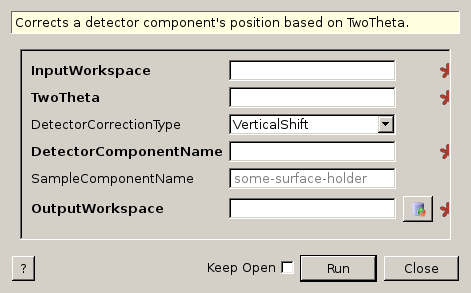 Corrects a detector component's position based on TwoTheta.
InputWorkspace
TwoTheta
DetectorCorrectionType VerticalShift
DetectorComponentName
SampleComponentName some-surface-holder
OutputWorkspace
? Keep Open Run Close